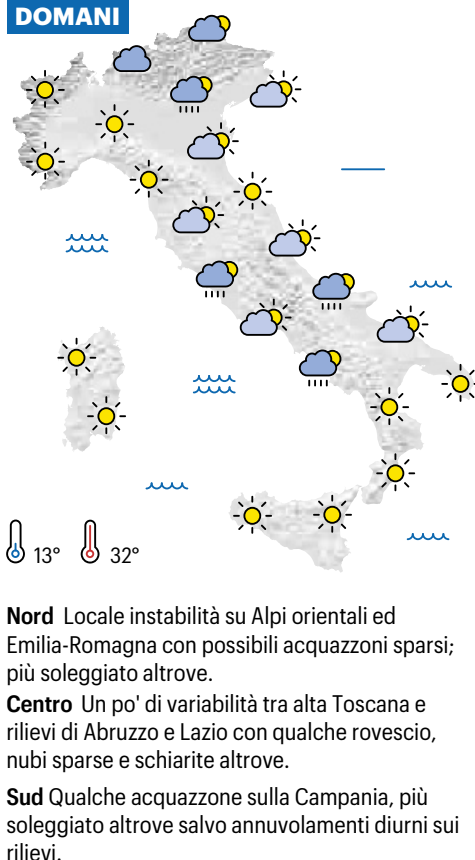 DOMANI
13° 32°
Nord Locale instabilità su Alpi orientali ed
Emilia-Romagna con possibili acquazzoni sparsi;
più soleggiato altrove.
Centro Un po' di variabilità tra alta Toscana e
rilievi di Abruzzo e Lazio con qualche rovescio,
nubi sparse e schiarite altrove.
Sud Qualche acquazzone sulla Campania, più
soleggiato altrove salvo annuvolamenti diurni sui
rilievi.